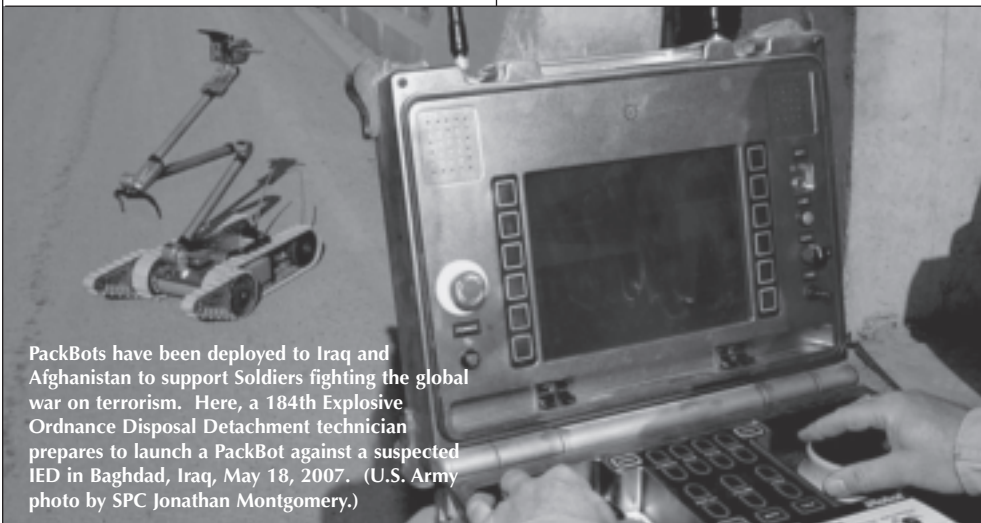 PackBots have been deployed to Iraq and
Afghanistan to support Soldiers fighting the global
war on terrorism.  Here, a 184th Explosive
Ordnance Disposal Detachment technician
prepares to launch a PackBot against a suspected
IED in Baghdad, Iraq, May 18, 2007.  (U.S. Army
photo by SPC Jonathan Montgomery.)